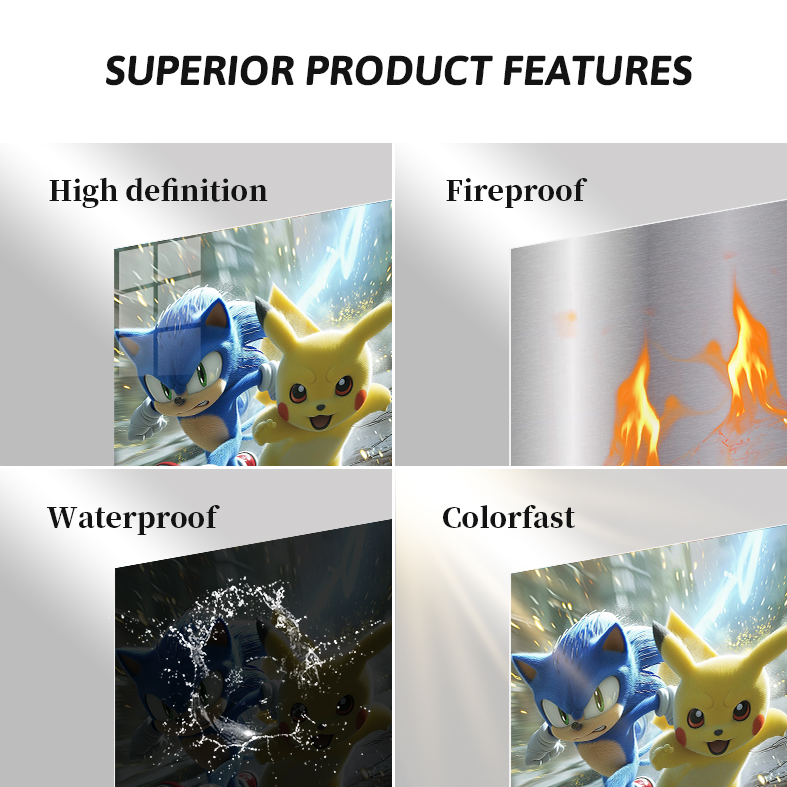 SUPERIOR PRODUCT FEATURES
High definition
Fireproof
Waterproof
Colorfast